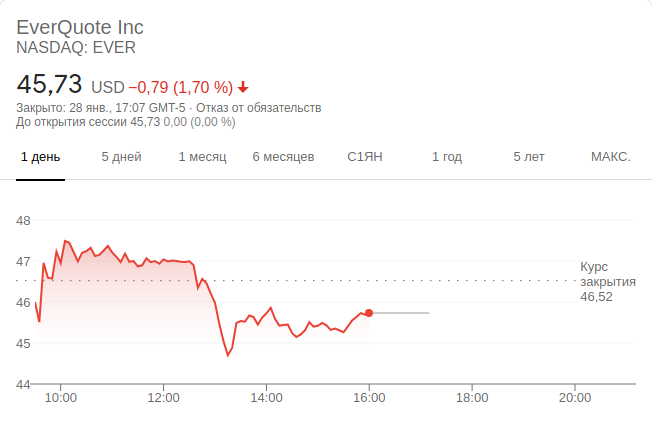 EverQuote Inc
NASDAQ: EVER
45,73 USD −0,79 (1,70 %)
Закрыто: 28 янв., 17:07 GMT-5 · Отказ от обязательств
До открытия сессии 45,73 0,00 (0,00 %)
1 день 5 дней 1 месяц 6 месяцев С1ЯН 1 год 5 лет МАКС.
48
47
46
45
44
Курс
закрытия
46,52
10:00 12:00 14:00 16:00 18:00 20:00